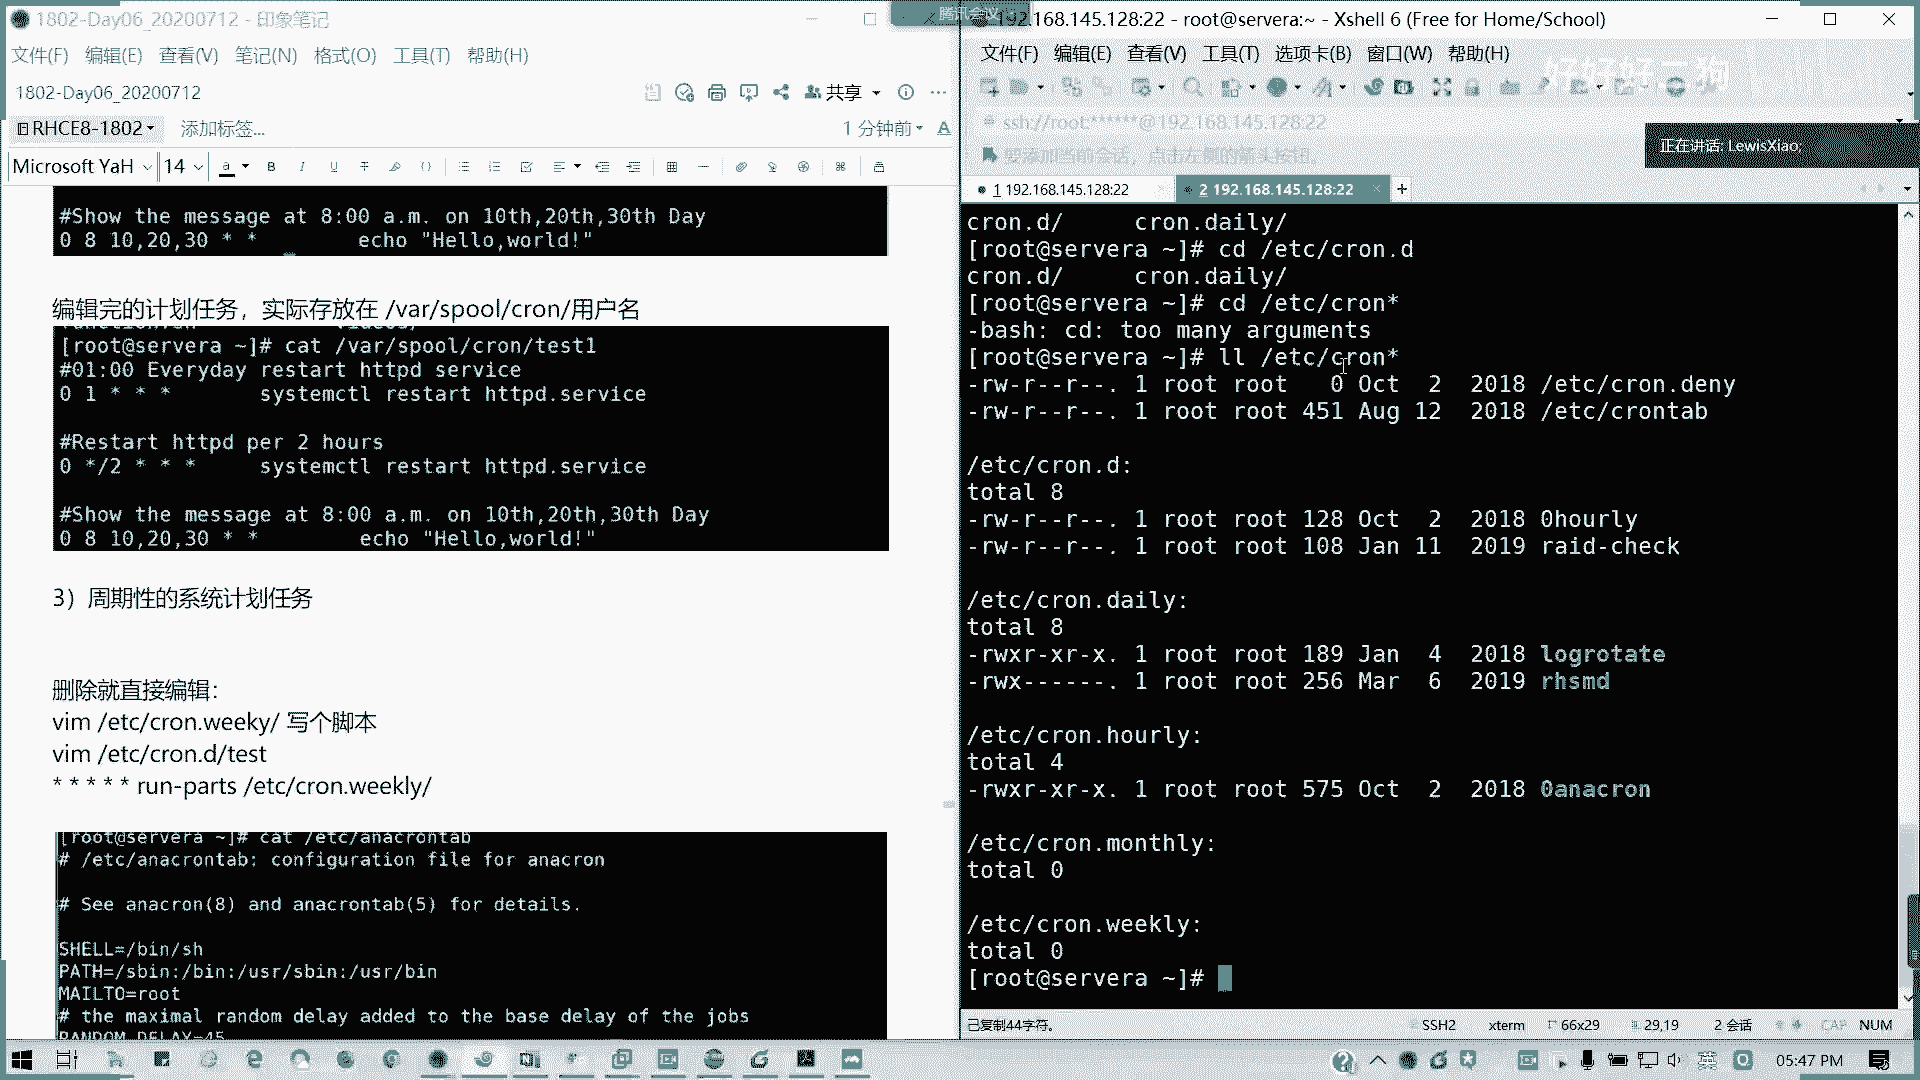 1802-Day06_20200712 - 印象笔记
文件(F) 编辑(E) 查看(V) 笔记(N) 格式(O) 工具(T) 帮助(H)
1802-Day06_20200712
共享
RHCE8-1802
添加标签...
1 分钟前
Microsoft YaH 14
#Show the message at 8:00 a.m. on 10th,20th,30th Day
0 8 10,20,30 * * echo "Hello,world!"
编辑完的计划任务，实际存放在 /var/spool/cron/用户名
[root@servera ~]# cat /var/spool/cron/test1
#01:00 Everyday restart httpd service
0 1 * * * systemctl restart httpd.service
#Restart httpd per 2 hours
0 */2 * * * systemctl restart httpd.service
#Show the message at 8:00 a.m. on 10th,20th,30th Day
0 8 10,20,30 * * echo "Hello,world!"
3）周期性的系统计划任务
删除就直接编辑：
vim /etc/cron.weeky/ 写个脚本
vim /etc/cron.d/test
* * * * * run-parts /etc/cron.weekly/
[root@servera ~]# cat /etc/anacrontab
# /etc/anacrontab: configuration file for anacron
# See anacron(8) and anacrontab(5) for details.
SHELL=/bin/sh
PATH=/sbin:/bin:/usr/sbin:/usr/bin
MAILTO=root
# the maximal random delay added to the base delay of the jobs
RANDOM_DELAY=45
腾讯会议
192.168.145.128:22 - root@servera:~ - Xshell 6 (Free for Home/School)
文件(F) 编辑(E) 查看(V) 工具(T) 选项卡(B) 窗口(W) 帮助(H)
好好好二狗
ssh://root:******@192.168.145.128:22
要添加当前会话，点击左侧的箭头按钮。
正在讲话: LewisXiao;
1 192.168.145.128:22
2 192.168.145.128:22
cron.d/ cron.daily/
[root@servera ~]# cd /etc/cron.d
cron.d/ cron.daily/
[root@servera ~]# cd /etc/cron*
-bash: cd: too many arguments
[root@servera ~]# ll /etc/cron*
-rw-r--r--. 1 root root 0 Oct 2 2018 /etc/cron.deny
-rw-r--r--. 1 root root 451 Aug 12 2018 /etc/crontab
/etc/cron.d:
total 8
-rw-r--r--. 1 root root 128 Oct 2 2018 0hourly
-rw-r--r--. 1 root root 108 Jan 11 2019 raid-check
/etc/cron.daily:
total 8
-rwxr-xr-x. 1 root root 189 Jan 4 2018 logrotate
-rwx------. 1 root root 256 Mar 6 2019 rhsmd
/etc/cron.hourly:
total 4
-rwxr-xr-x. 1 root root 575 Oct 2 2018 0anacron
/etc/cron.monthly:
total 0
/etc/cron.weekly:
total 0
[root@servera ~]#
已复制44字符。
SSH2 xterm 66x29 29,19 2 会话 CAP NUM
英
05:47 PM